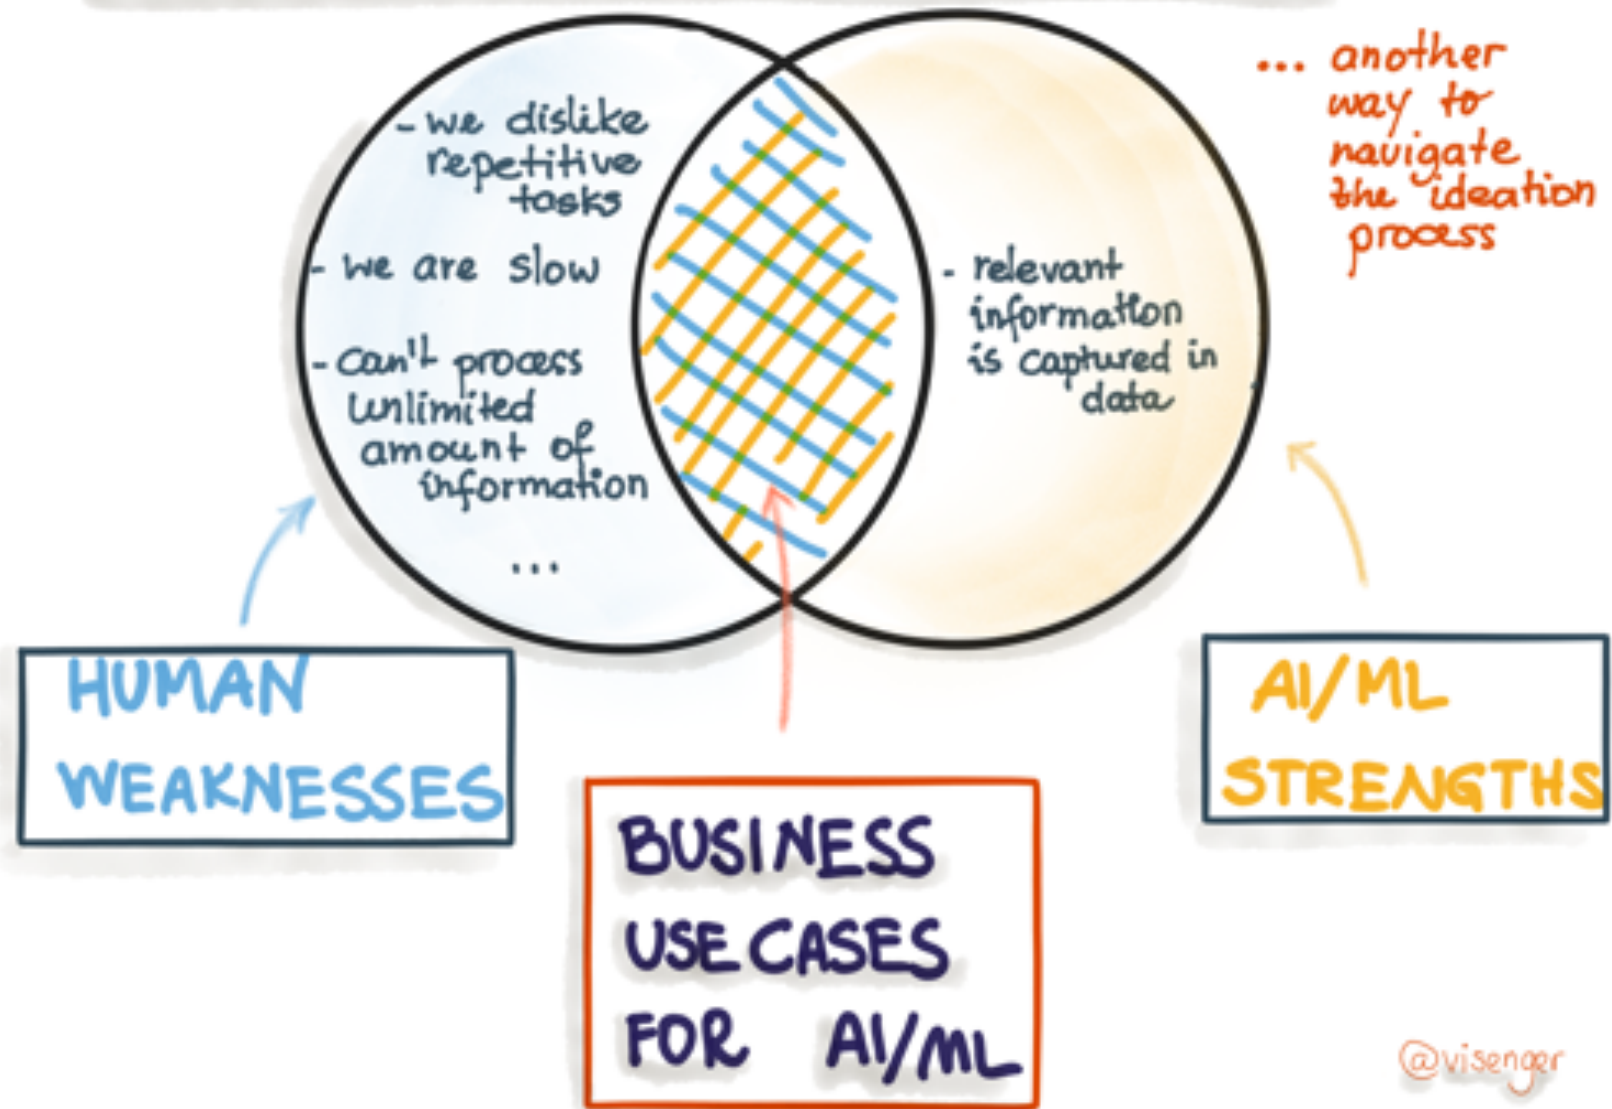 - we dislike
repetitive
tasks
- we are slow
- can't process
unlimited
amount of
information
...
- relevant
information
is captured in
data
... another
way to
navigate
the ideation
process
HUMAN
WEAKNESSES
AI/ML
STRENGTHS
BUSINESS
USE CASES
FOR AI/ML
@visenger